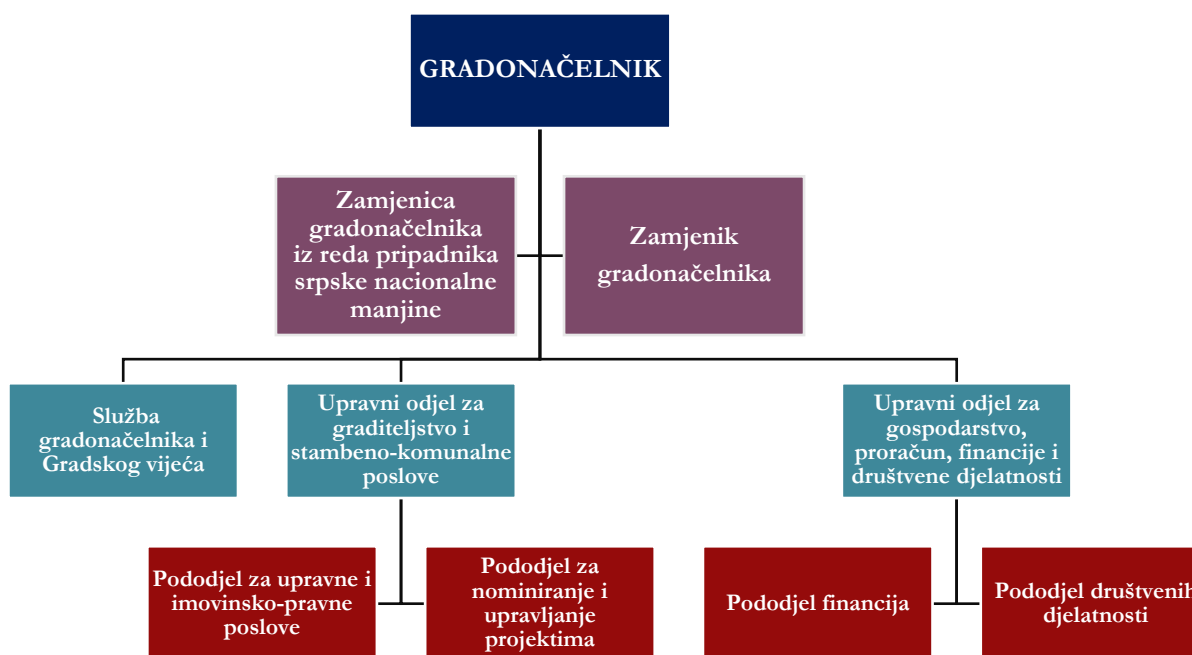 GRADONAČELNIK
Zamjenica
gradonačelnika
iz reda pripadnika
srpske nacionalne
manjine
Zamjenik
gradonačelnika
Služba
gradonačelnika i
Gradskog vijeća
Upravni odjel za
graditeljstvo i
stambeno-komunalne
poslove
Upravni odjel za
gospodarstvo,
proračun, financije i
društvene djelatnosti
Pododjel za upravne i
imovinsko-pravne
poslove
Pododjel za
nominiranje i
upravljanje
projektima
Pododjel financija
Pododjel društvenih
djelatnosti